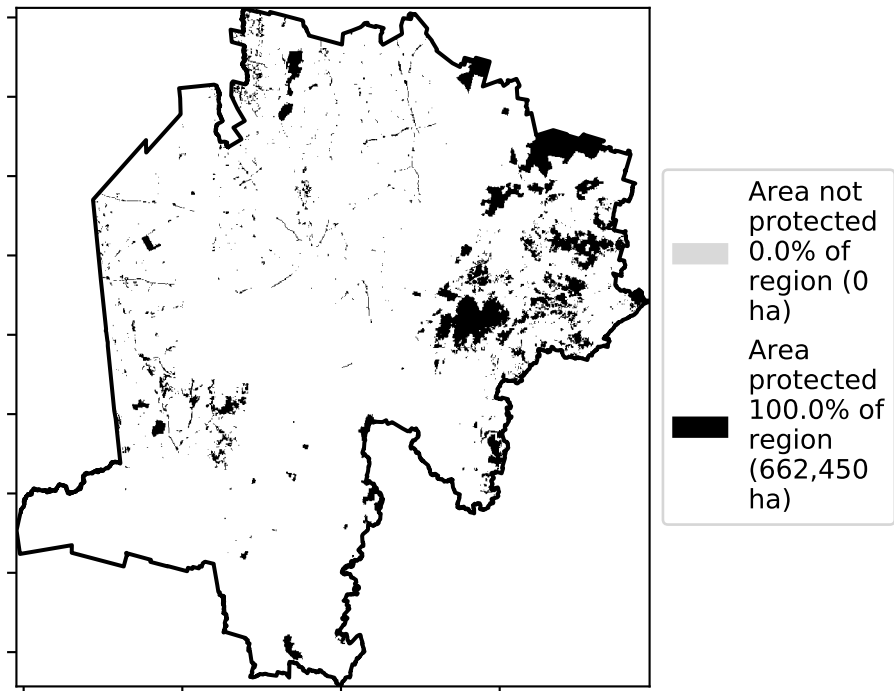 Area not
protected
0.0% of
region (0
ha)
Area
protected
100.0% of
region
(662,450
ha)